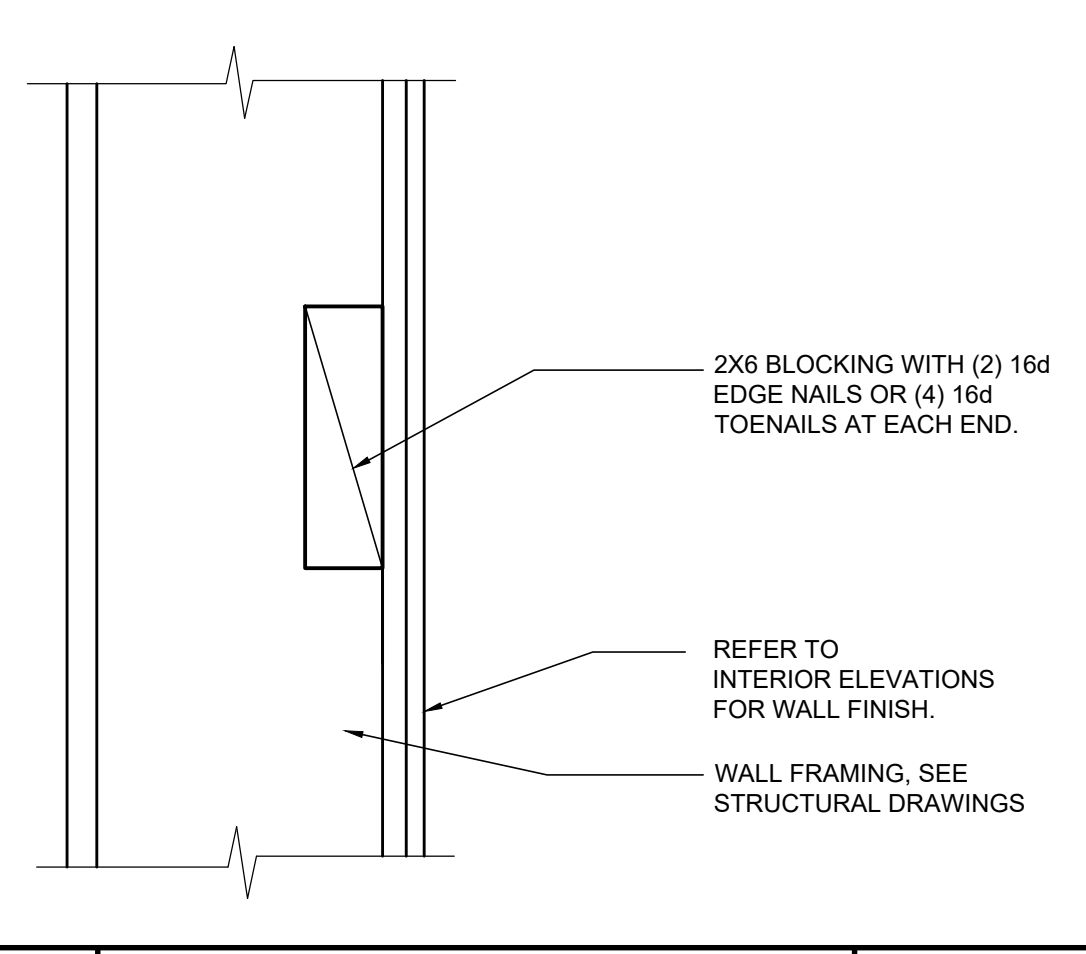 2X6 BLOCKING WITH (2) 16d
EDGE NAILS OR (4) 16d
TOENAILS AT EACH END.
REFER TO
INTERIOR ELEVATIONS
FOR WALL FINISH.
WALL FRAMING, SEE
STRUCTURAL DRAWINGS